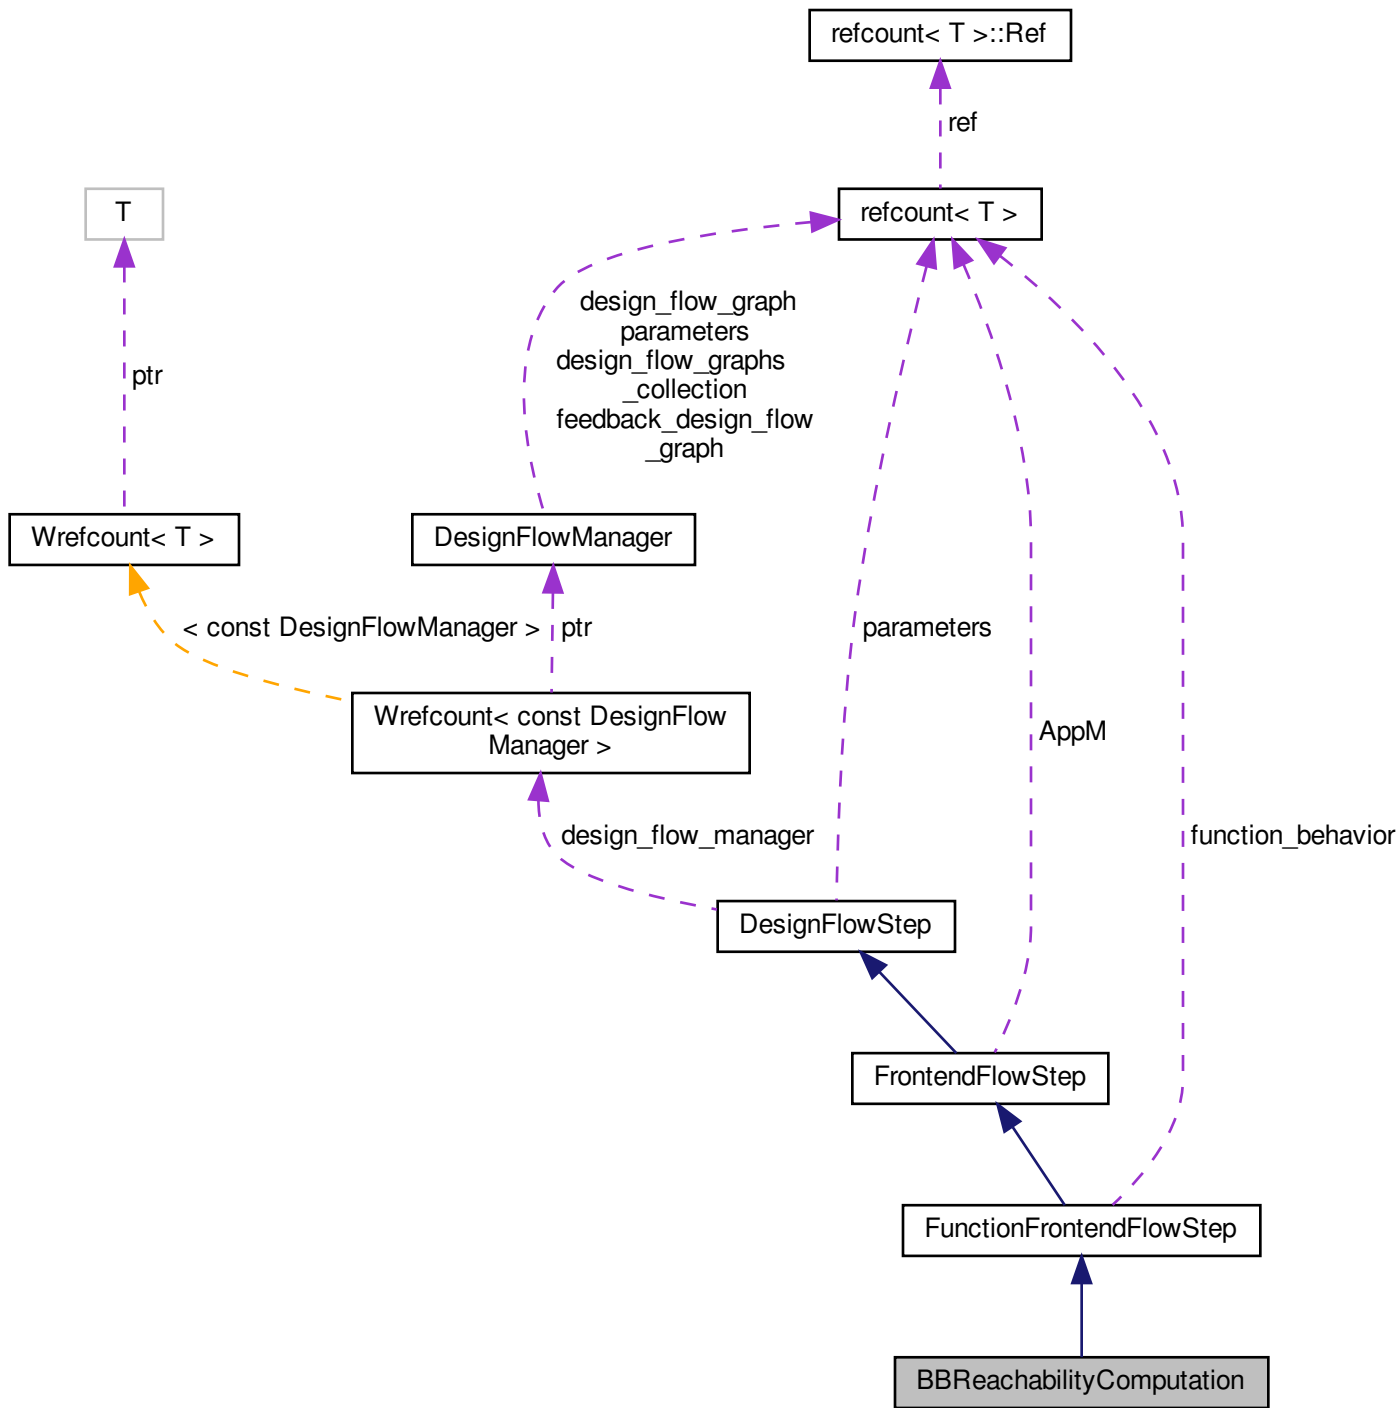 refcount< T >::Ref
ref
T
refcount< T >
design_flow_graph
parameters
design_flow_graphs
_collection
feedback_design_flow
_graph
ptr
Wrefcount< T >
DesignFlowManager
< const DesignFlowManager >
ptr
parameters
Wrefcount< const DesignFlow
Manager >
AppM
design_flow_manager
function_behavior
DesignFlowStep
FrontendFlowStep
FunctionFrontendFlowStep
BBReachabilityComputation